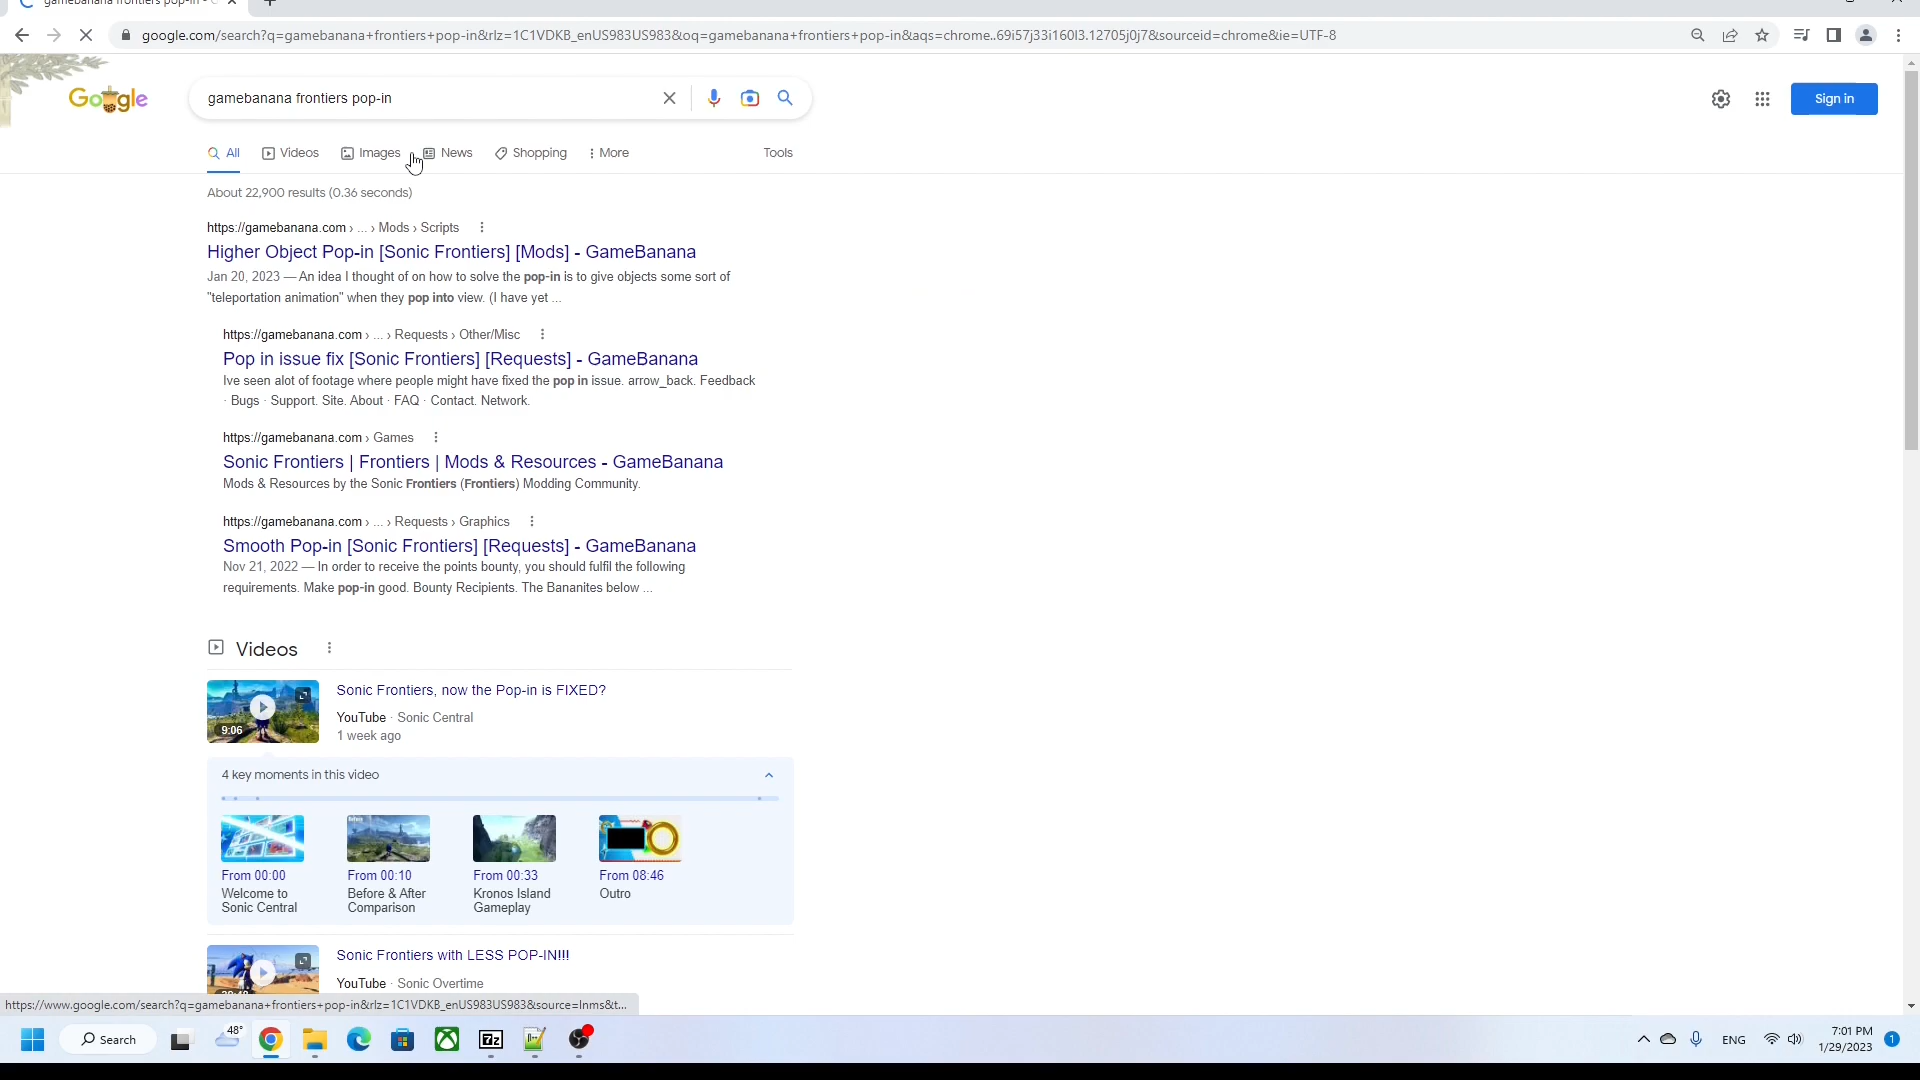 gamebanana frontiers pop-in -
google.com/search?q=gamebanana+frontiers+pop-in&rlz=1C1VDKB_enUS983US983&oq=gamebanana+frontiers+pop-in&aqs=chrome..69i57j33i160l3.12705j0j7&sourceid=chrome&ie=UTF-8
Google
gamebanana frontiers pop-in
Sign in
All
Videos
Images
News
Shopping
More
Tools
About 22,900 results (0.36 seconds)
https://gamebanana.com › ... › Mods › Scripts
Higher Object Pop-in [Sonic Frontiers] [Mods] - GameBanana
Jan 20, 2023 — An idea I thought of on how to solve the pop-in is to give objects some sort of
"teleportation animation" when they pop into view. (I have yet ...
https://gamebanana.com › ... › Requests › Other/Misc
Pop in issue fix [Sonic Frontiers] [Requests] - GameBanana
Ive seen alot of footage where people might have fixed the pop in issue. arrow_back. Feedback
· Bugs · Support. Site. About · FAQ · Contact. Network.
https://gamebanana.com › Games
Sonic Frontiers | Frontiers | Mods & Resources - GameBanana
Mods & Resources by the Sonic Frontiers (Frontiers) Modding Community.
https://gamebanana.com › ... › Requests › Graphics
Smooth Pop-in [Sonic Frontiers] [Requests] - GameBanana
Nov 21, 2022 — In order to receive the points bounty, you should fulfil the following
requirements. Make pop-in good. Bounty Recipients. The Bananites below ...
Videos
9:06
Sonic Frontiers, now the Pop-in is FIXED?
YouTube · Sonic Central
1 week ago
4 key moments in this video
Before
From 00:00
Welcome to
Sonic Central
From 00:10
Before & After
Comparison
From 00:33
Kronos Island
Gameplay
From 08:46
Outro
Sonic Frontiers with LESS POP-IN!!!
YouTube · Sonic Overtime
https://www.google.com/search?q=gamebanana+frontiers+pop-in&rlz=1C1VDKB_enUS983US983&source=lnms&t...
Search
48°
7z
ENG
7:01 PM
1/29/2023
1